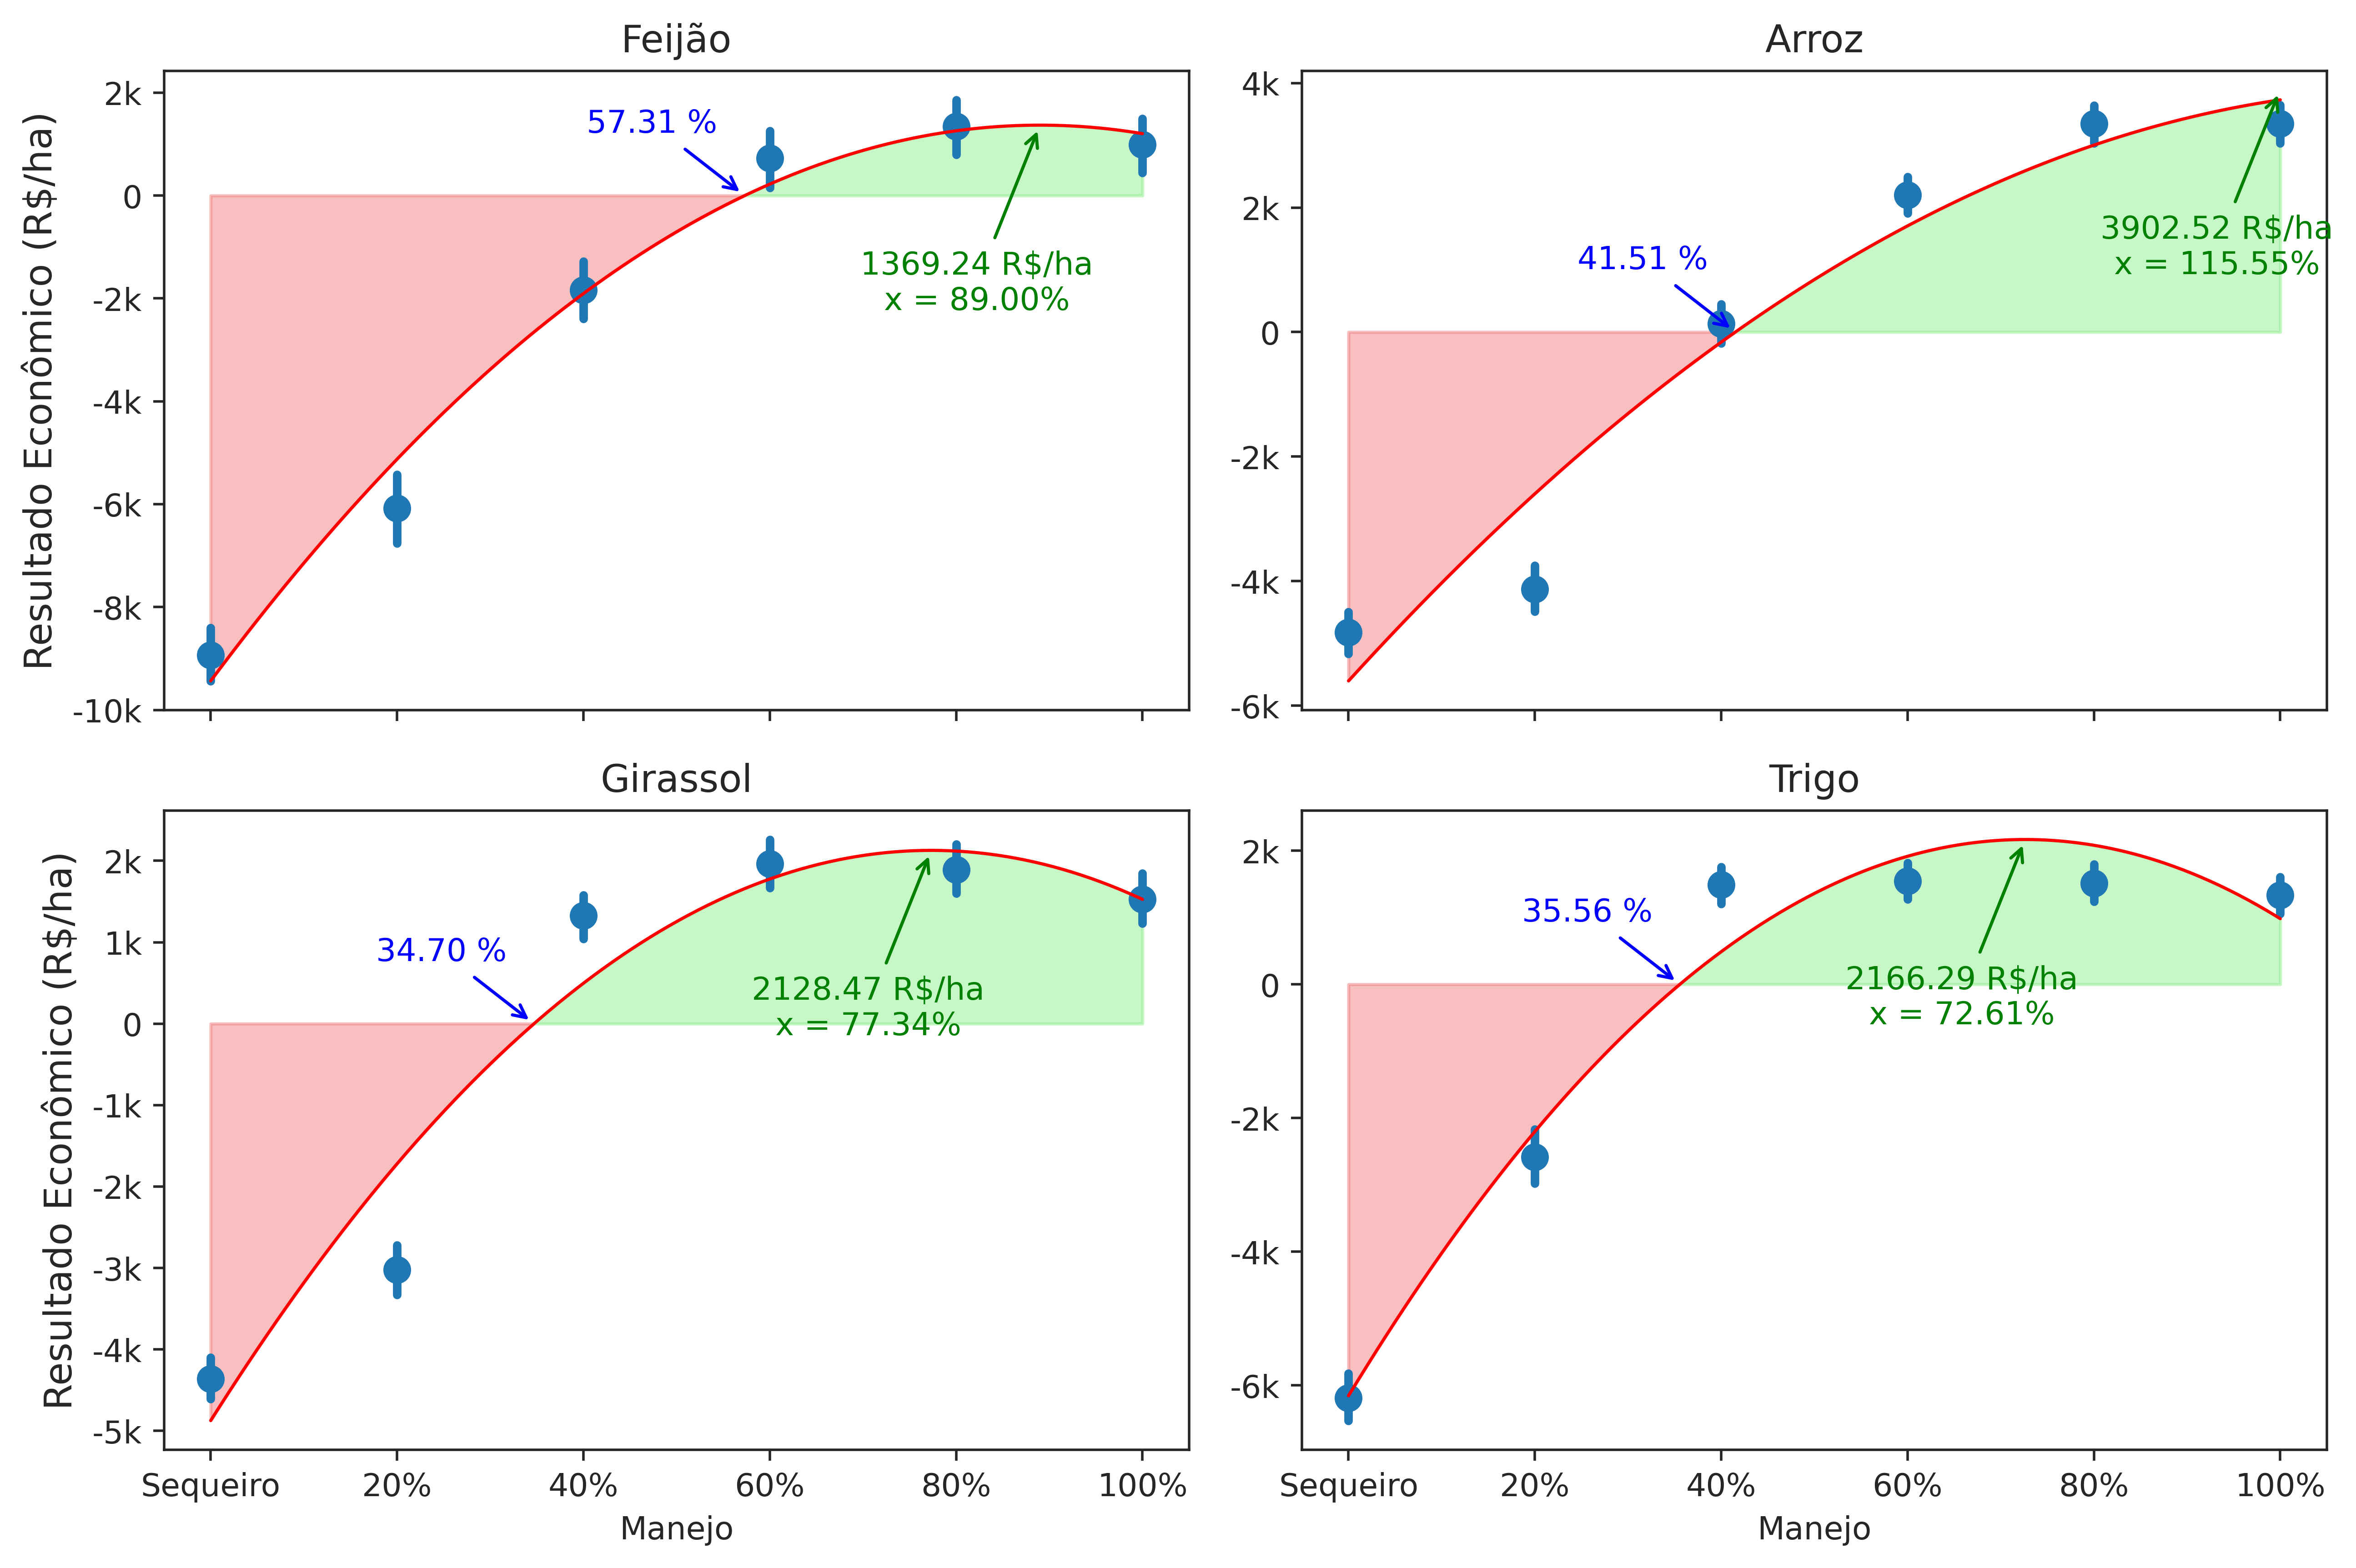 Feijão
Resultado Econômico (R$/ha)
2k
0
-2k
-4k
-6k
-8k
-10k
57.31 %
1369.24 R$/ha
x = 89.00%
Arroz
4k
2k
0
-2k
-4k
-6k
41.51 %
3902.52 R$/ha
x = 115.55%
Girassol
Resultado Econômico (R$/ha)
2k
1k
0
-1k
-2k
-3k
-4k
-5k
34.70 %
2128.47 R$/ha
x = 77.34%
Sequeiro 20% 40% 60% 80% 100%
Manejo
Trigo
2k
0
-2k
-4k
-6k
35.56 %
2166.29 R$/ha
x = 72.61%
Sequeiro 20% 40% 60% 80% 100%
Manejo